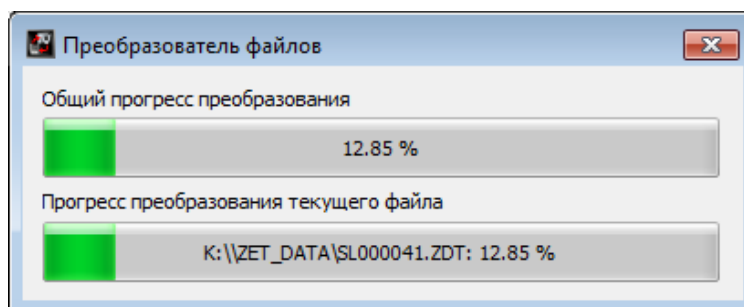 Преобразователь файлов
Общий прогресс преобразования
12.85 %
Прогресс преобразования текущего файла
K:\\ZET_DATA\SL000041.ZDT: 12.85 %